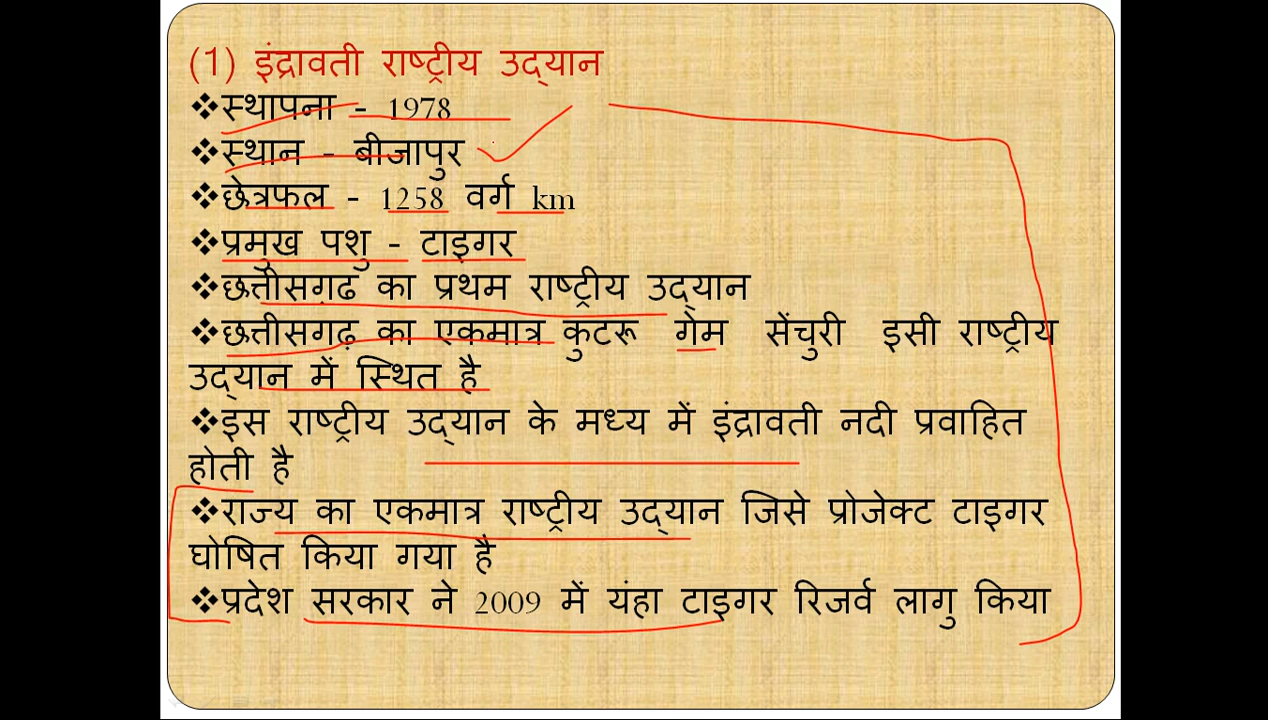 (1) इंद्रावती राष्ट्रीय उद्यान
❖स्थापना - 1978
❖स्थान - बीजापुर
❖छेत्रफल - 1258 वर्ग km
❖प्रमुख पशु - टाइगर
❖छत्तीसगढ का प्रथम राष्ट्रीय उद्यान
❖छत्तीसगढ़ का एकमात्र कुटरू गेम सेंचुरी इसी राष्ट्रीय
उद्यान में स्थित है
❖इस राष्ट्रीय उद्यान के मध्य में इंद्रावती नदी प्रवाहित
होती है
❖राज्य का एकमात्र राष्ट्रीय उद्यान जिसे प्रोजेक्ट टाइगर
घोषित किया गया है
❖प्रदेश सरकार ने 2009 में यंहा टाइगर रिजर्व लागु किया